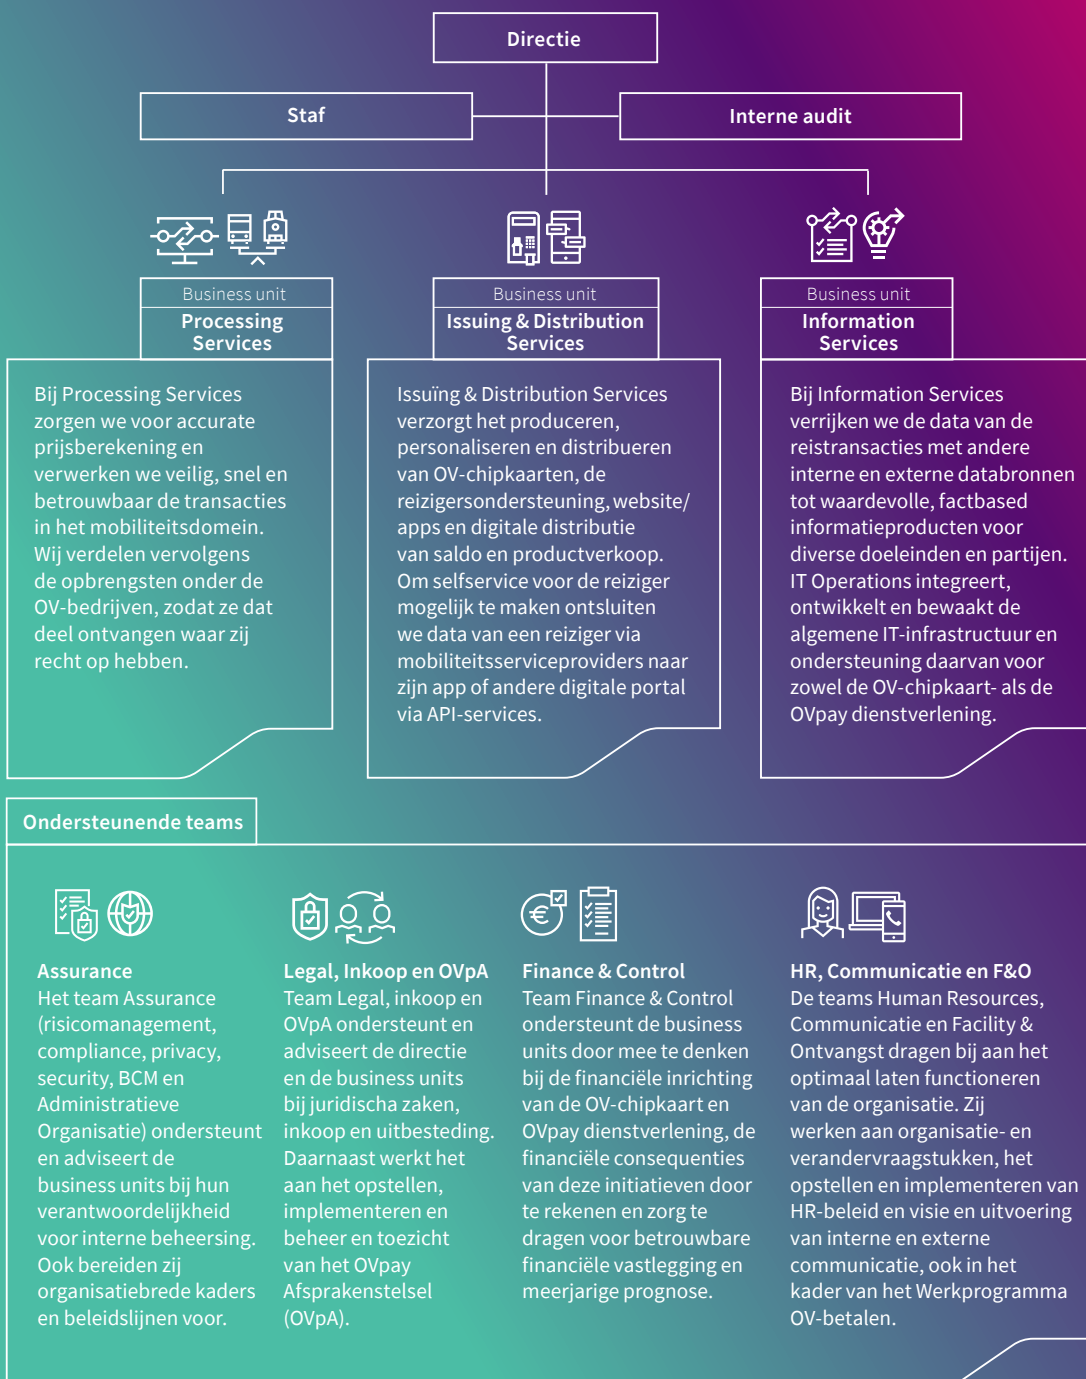 Directie
Staf
Interne audit
Business unit
Processing
Services
Bij Processing Services
zorgen we voor accurate
prijsberekening en
verwerken we veilig, snel en
betrouwbaar de transacties
in het mobiliteitsdomein.
Wij verdelen vervolgens
de opbrengsten onder de
OV-bedrijven, zodat ze dat
deel ontvangen waar zij
recht op hebben.
Business unit
Issuing & Distribution
Services
Issuïng & Distribution Services
verzorgt het produceren,
personaliseren en distribueren
van OV-chipkaarten, de
reizigersondersteuning, website/
apps en digitale distributie
van saldo en productverkoop.
Om selfservice voor de reiziger
mogelijk te maken ontsluiten
we data van een reiziger via
mobiliteitsserviceproviders naar
zijn app of andere digitale portal
via API-services.
Business unit
Information
Services
Bij Information Services
verrijken we de data van de
reistransacties met andere
interne en externe databronnen
tot waardevolle, factbased
informatieproducten voor
diverse doeleinden en partijen.
IT Operations integreert,
ontwikkelt en bewaakt de
algemene IT-infrastructuur en
ondersteuning daarvan voor
zowel de OV-chipkaart- als de
OVpay dienstverlening.
Ondersteunende teams
Assurance
Het team Assurance
(risicomanagement,
compliance, privacy,
security, BCM en
Administratieve
Organisatie) ondersteunt
en adviseert de
business units bij hun
verantwoordelijkheid
voor interne beheersing.
Ook bereiden zij
organisatiebrede kaders
en beleidslijnen voor.
Legal, Inkoop en OVpA
Team Legal, inkoop en
OVpA ondersteunt en
adviseert de directie
en de business units
bij juridischa zaken,
inkoop en uitbesteding.
Daarnaast werkt het
aan het opstellen,
implementeren en
beheer en toezicht
van het OVpay
Afsprakenstelsel
(OVpA).
Finance & Control
Team Finance & Control
ondersteunt de business
units door mee te denken
bij de financiële inrichting
van de OV-chipkaart en
OVpay dienstverlening, de
financiële consequenties
van deze initiatieven door
te rekenen en zorg te
dragen voor betrouwbare
financiële vastlegging en
meerjarige prognose.
HR, Communicatie en F&O
De teams Human Resources,
Communicatie en Facility &
Ontvangst dragen bij aan het
optimaal laten functioneren
van de organisatie. Zij
werken aan organisatie- en
verandervraagstukken, het
opstellen en implementeren van
HR-beleid en visie en uitvoering
van interne en externe
communicatie, ook in het
kader van het Werkprogramma
OV-betalen.